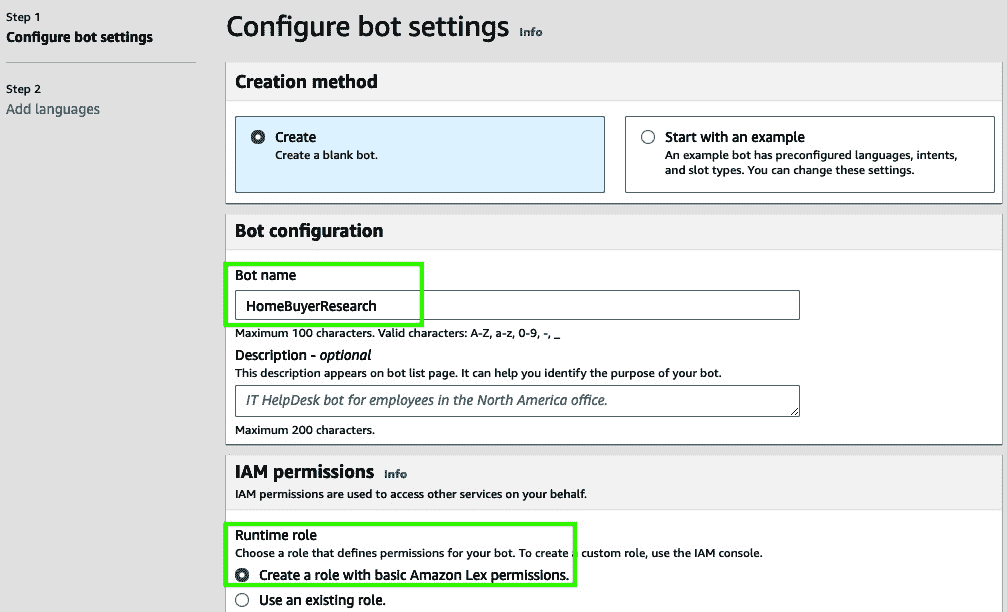 Step 1
Configure bot settings
Step 2
Add languages
Configure bot settings Info
Creation method
Create
Create a blank bot.
Start with an example
An example bot has preconfigured languages, intents,
and slot types. You can change these settings.
Bot configuration
Bot name
HomeBuyerResearch
Maximum 100 characters. Valid characters: A-Z, a-z, 0-9, -, _
Description - optional
This description appears on bot list page. It can help you identify the purpose of your bot.
IT HelpDesk bot for employees in the North America office.
Maximum 200 characters.
IAM permissions Info
IAM permissions are used to access other services on your behalf.
Runtime role
Choose a role that defines permissions for your bot. To create a custom role, use the IAM console.
Create a role with basic Amazon Lex permissions.
Use an existing role.